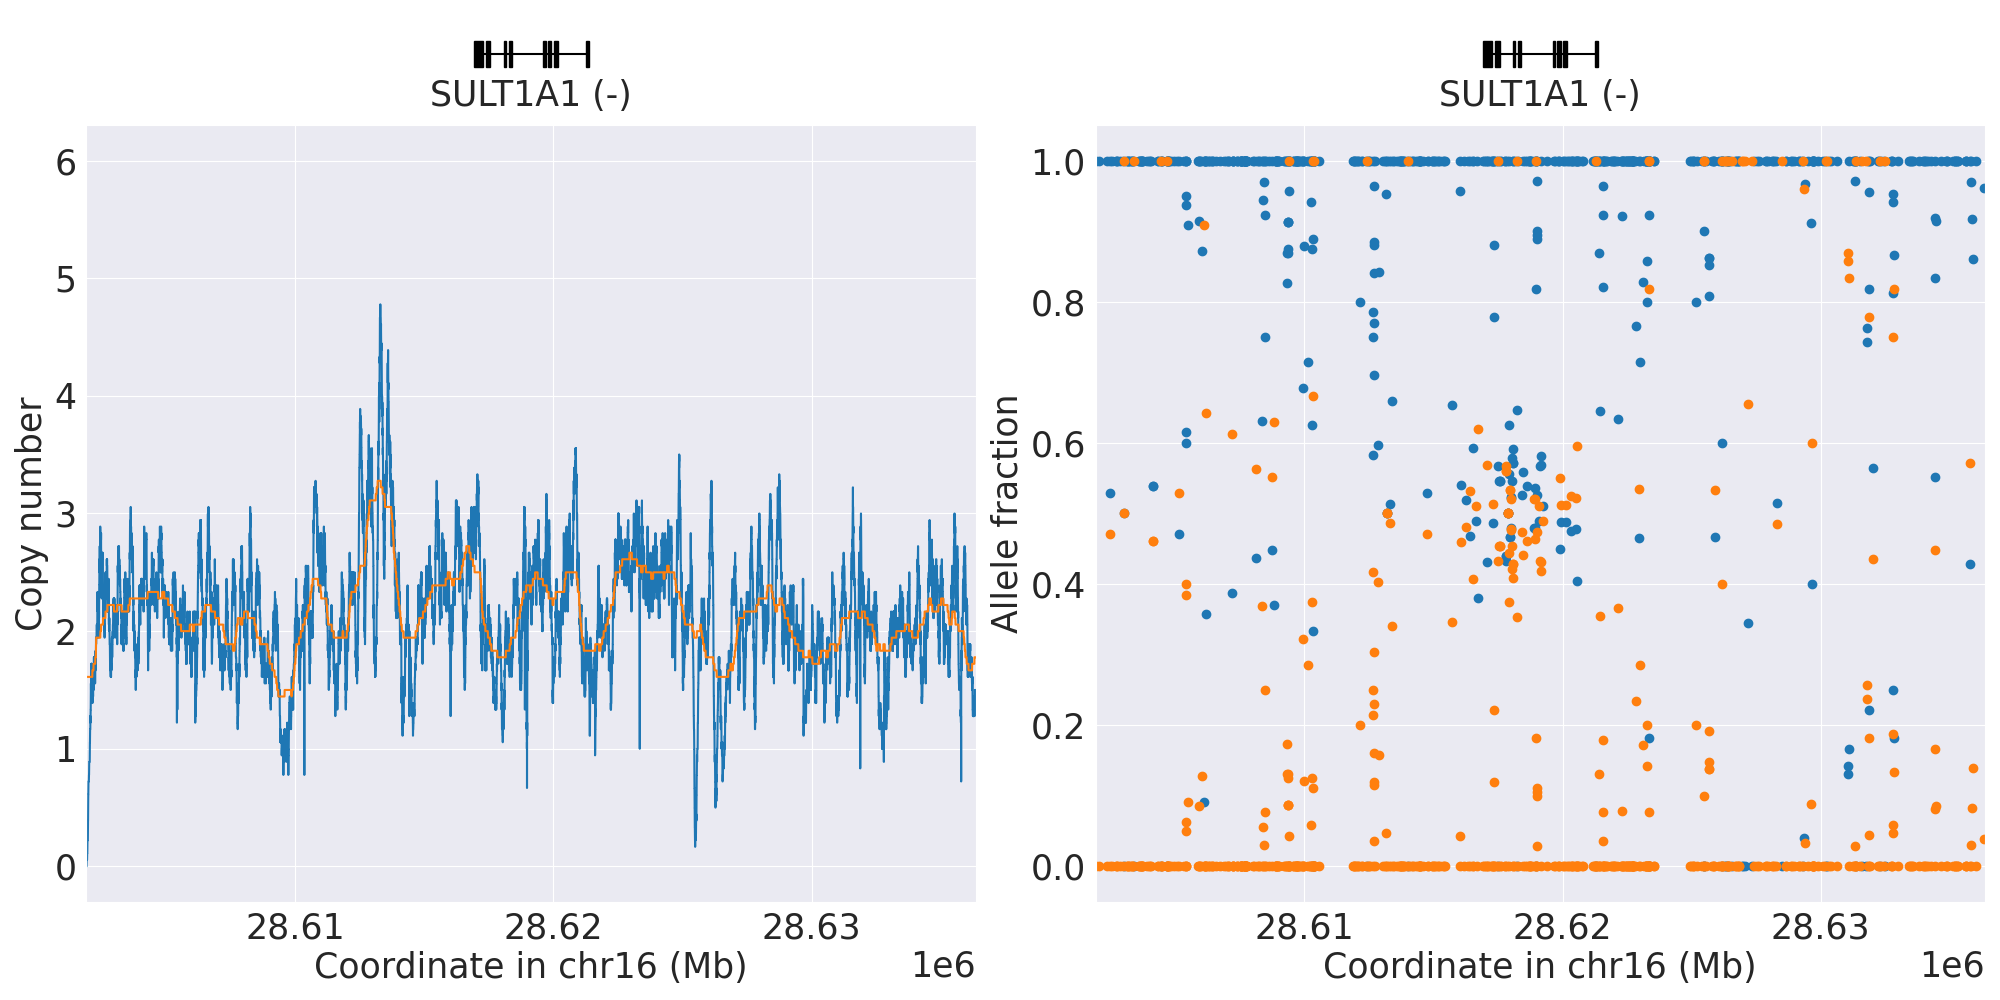 SULT1A1 (-)
SULT1A1 (-)
Copy number
6
5
4
3
2
1
0
28.61
28.62
28.63
Coordinate in chr16 (Mb)
1e6
Allele fraction
1.0
0.8
0.6
0.4
0.2
0.0
28.61
28.62
28.63
Coordinate in chr16 (Mb)
1e6